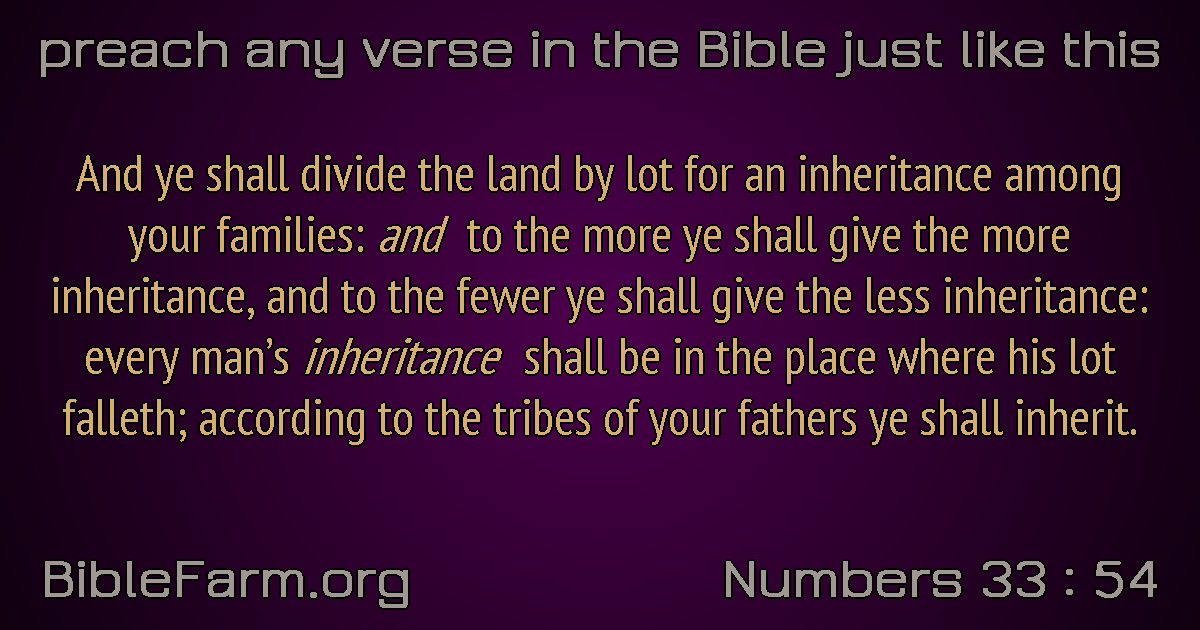 preach any verse in the Bible just like this
And ye shall divide the land by lot for an inheritance among
your families: and to the more ye shall give the more
inheritance, and to the fewer ye shall give the less inheritance:
every man’s inheritance shall be in the place where his lot
falleth; according to the tribes of your fathers ye shall inherit.
BibleFarm.org
Numbers 33 : 54